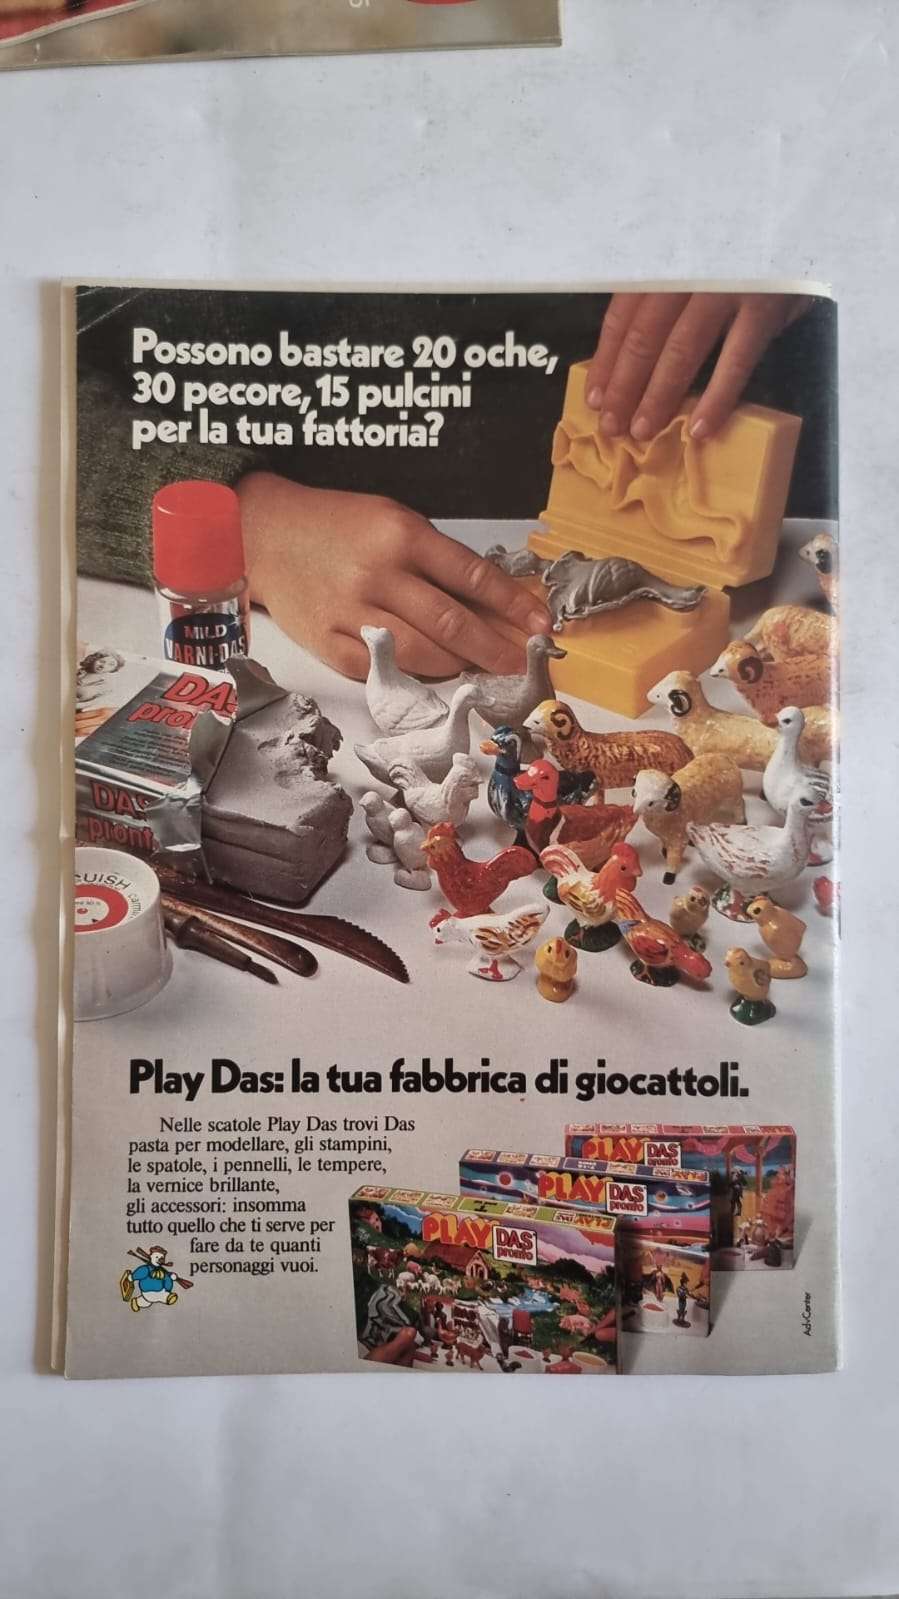 Possono bastare 20 oche,
30 pecore, 15 pulcini
per la tua fattoria?
MILD
VARNI-DAS
DAS
pron
DAS
pront
Play Das: la tua fabbrica di giocattoli.
Nelle scatole Play Das trovi Das
pasta per modellare, gli stampini,
le spatole, i pennelli, le tempere,
la vernice brillante,
gli accessori: insomma
tutto quello che ti serve per
fare da te quanti
personaggi vuoi.
PLAY DAS
pronto
PLAY DAS
pronto
PLAY DAS
pronto
AdvCenter